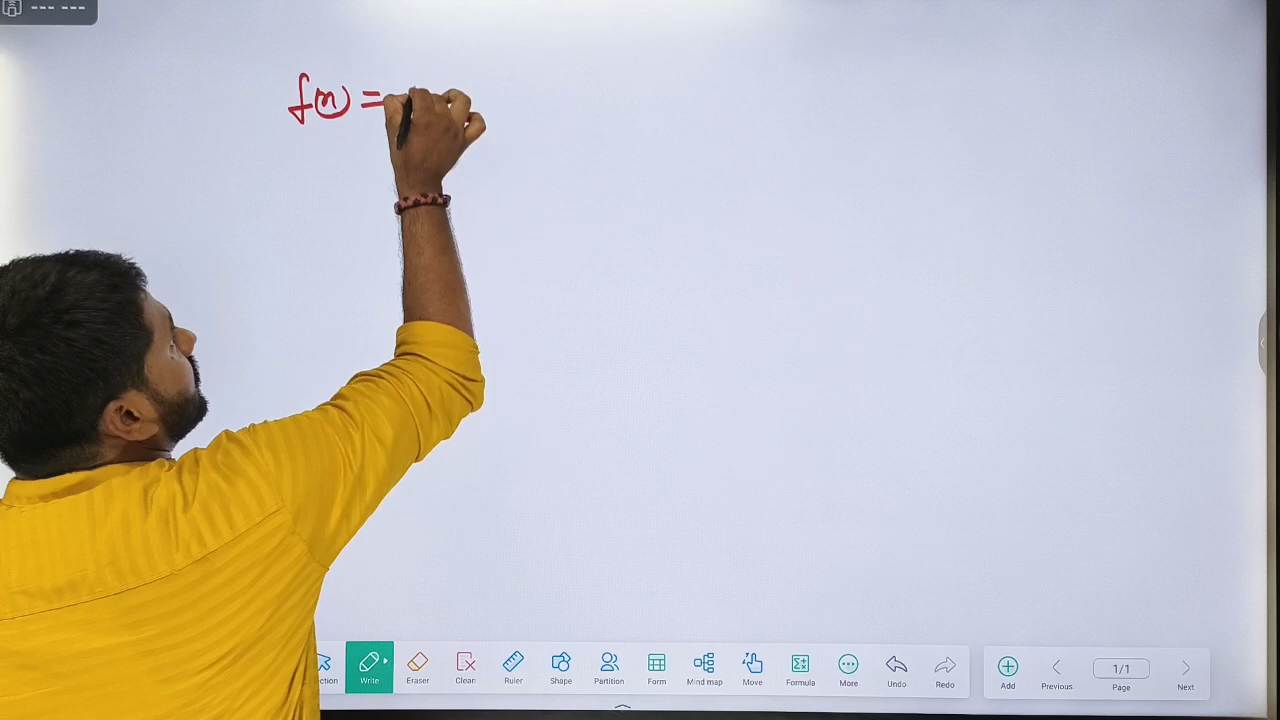 f(x) =
ction Write Eraser Clean Ruler Shape Partition Form Mind map Move Formula More Undo Redo Add Previous 1/1 Page Next